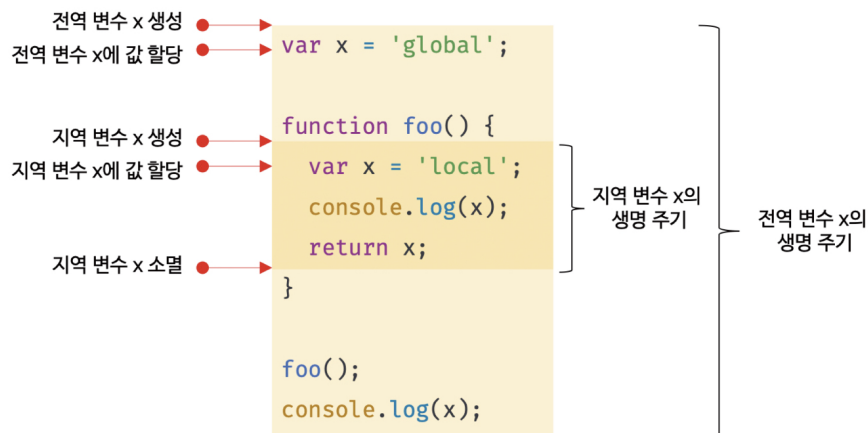 전역 변수 x 생성
전역 변수 x에 값 할당
var x = 'global';
function foo() {
지역 변수 x 생성
지역 변수 x에 값 할당
var x = 'local';
console.log(x);
return x;
지역 변수 x 소멸
}
foo();
console.log(x);
지역 변수 x의
생명 주기
전역 변수 x의
생명 주기